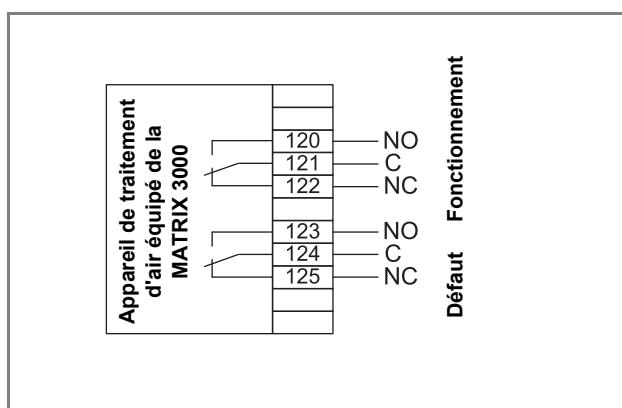 Appareil de traitement
d'air équipé de la
MATRIX 3000
120 NO
121 C
122 NC
Fonctionnement
123 NO
124 C
125 NC
Défaut